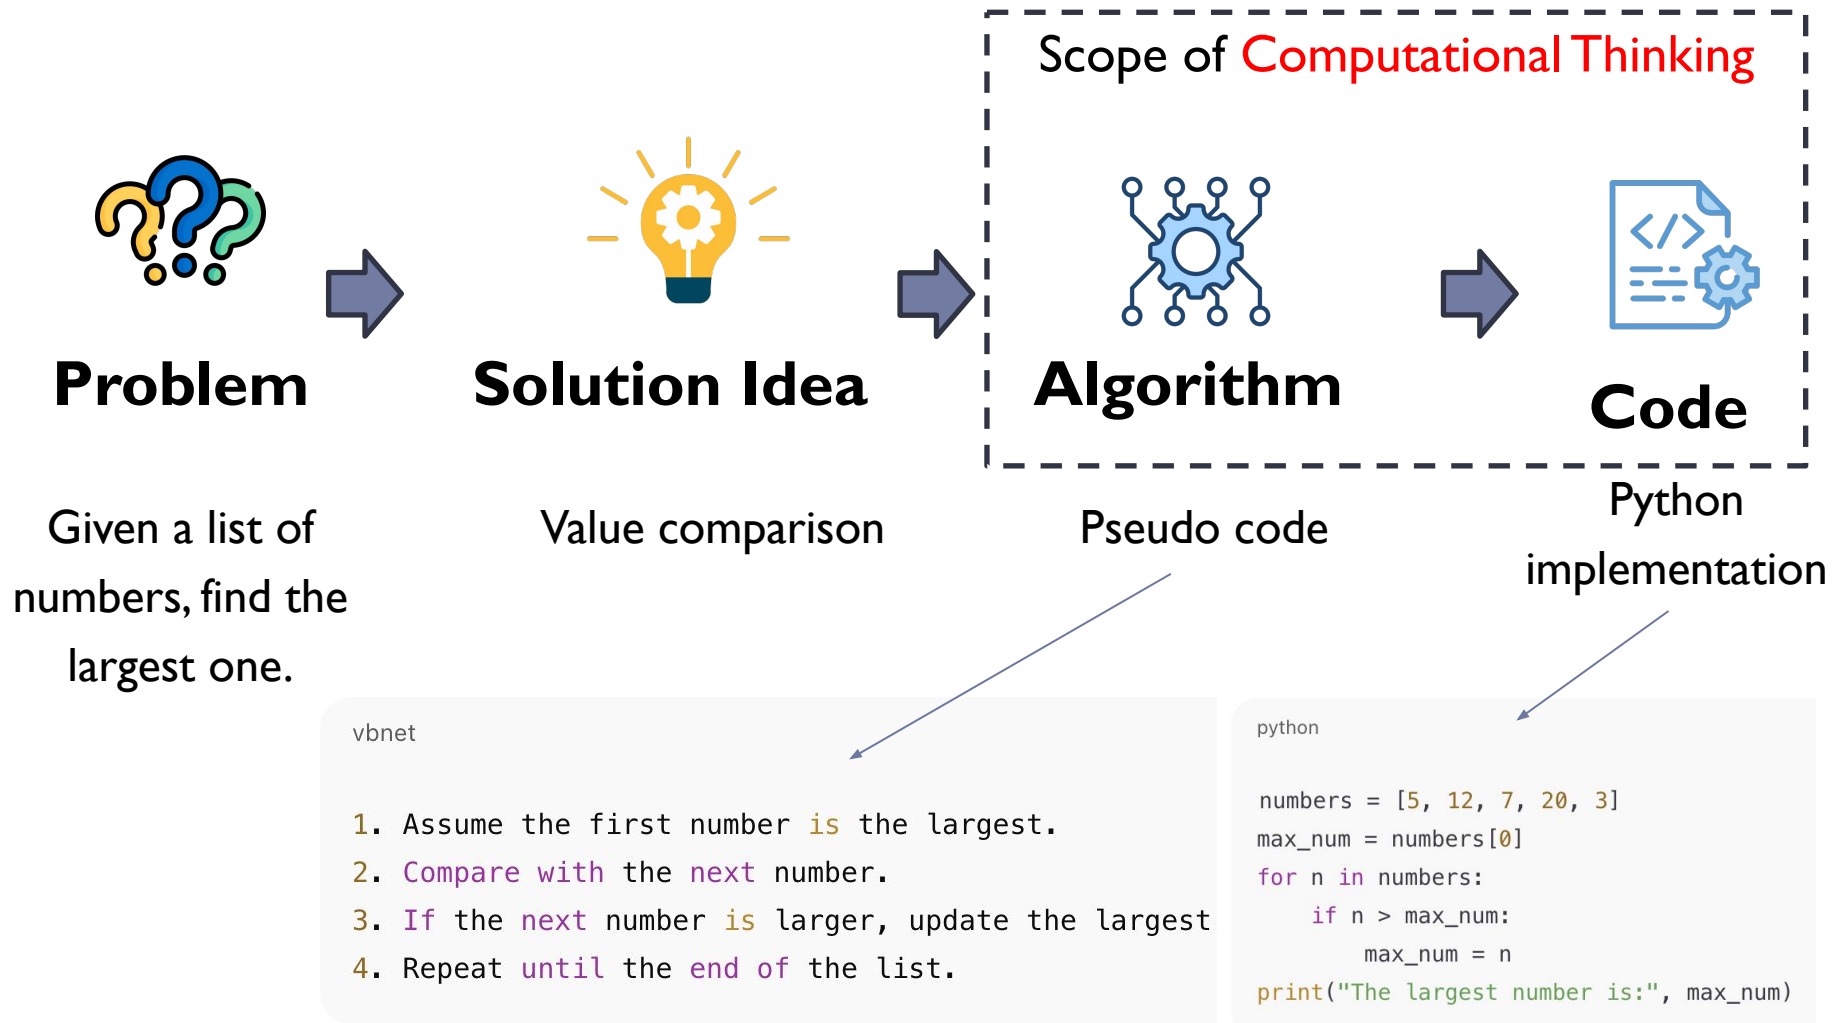 Scope of Computational Thinking
Problem
Solution Idea
Algorithm
Code
Given a list of
numbers, find the
largest one.
Value comparison
Pseudo code
Python
implementation
vbnet
1. Assume the first number is the largest.
2. Compare with the next number.
3. If the next number is larger, update the largest
4. Repeat until the end of the list.
python
numbers = [5, 12, 7, 20, 3]
max_num = numbers[0]
for n in numbers:
    if n > max_num:
        max_num = n
print("The largest number is:", max_num)